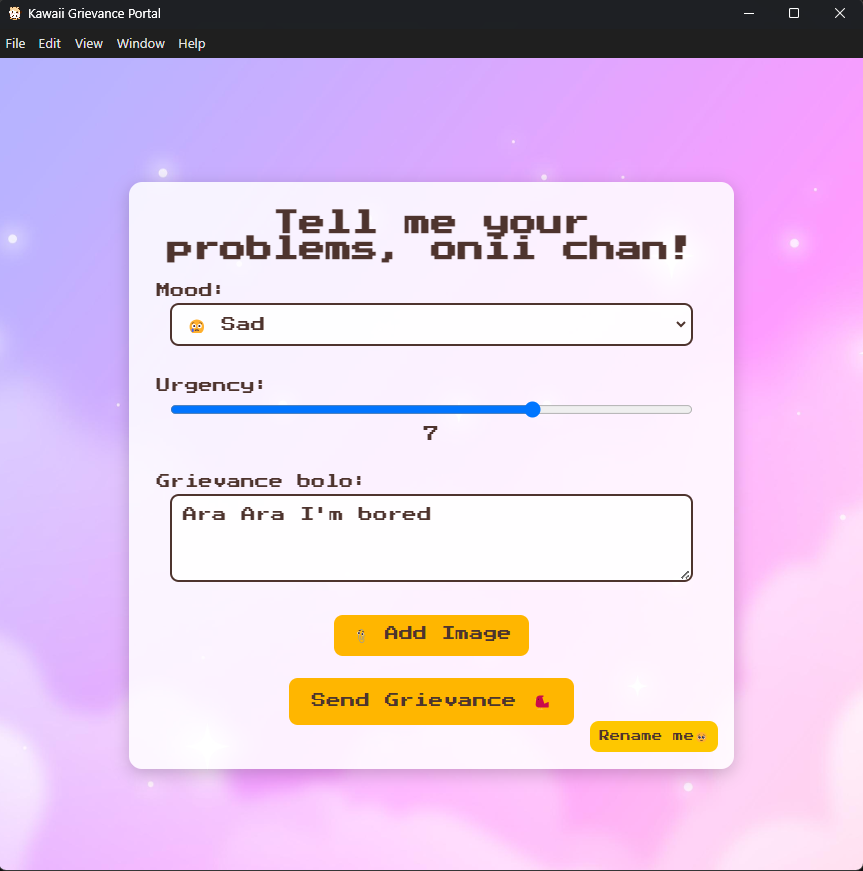 Kawaii Grievance Portal
File Edit View Window Help
Tell me your
problems, onii chan!
Mood:
Sad
Urgency:
7
Grievance bolo:
Ara Ara I'm bored
Add Image
Send Grievance
Rename me